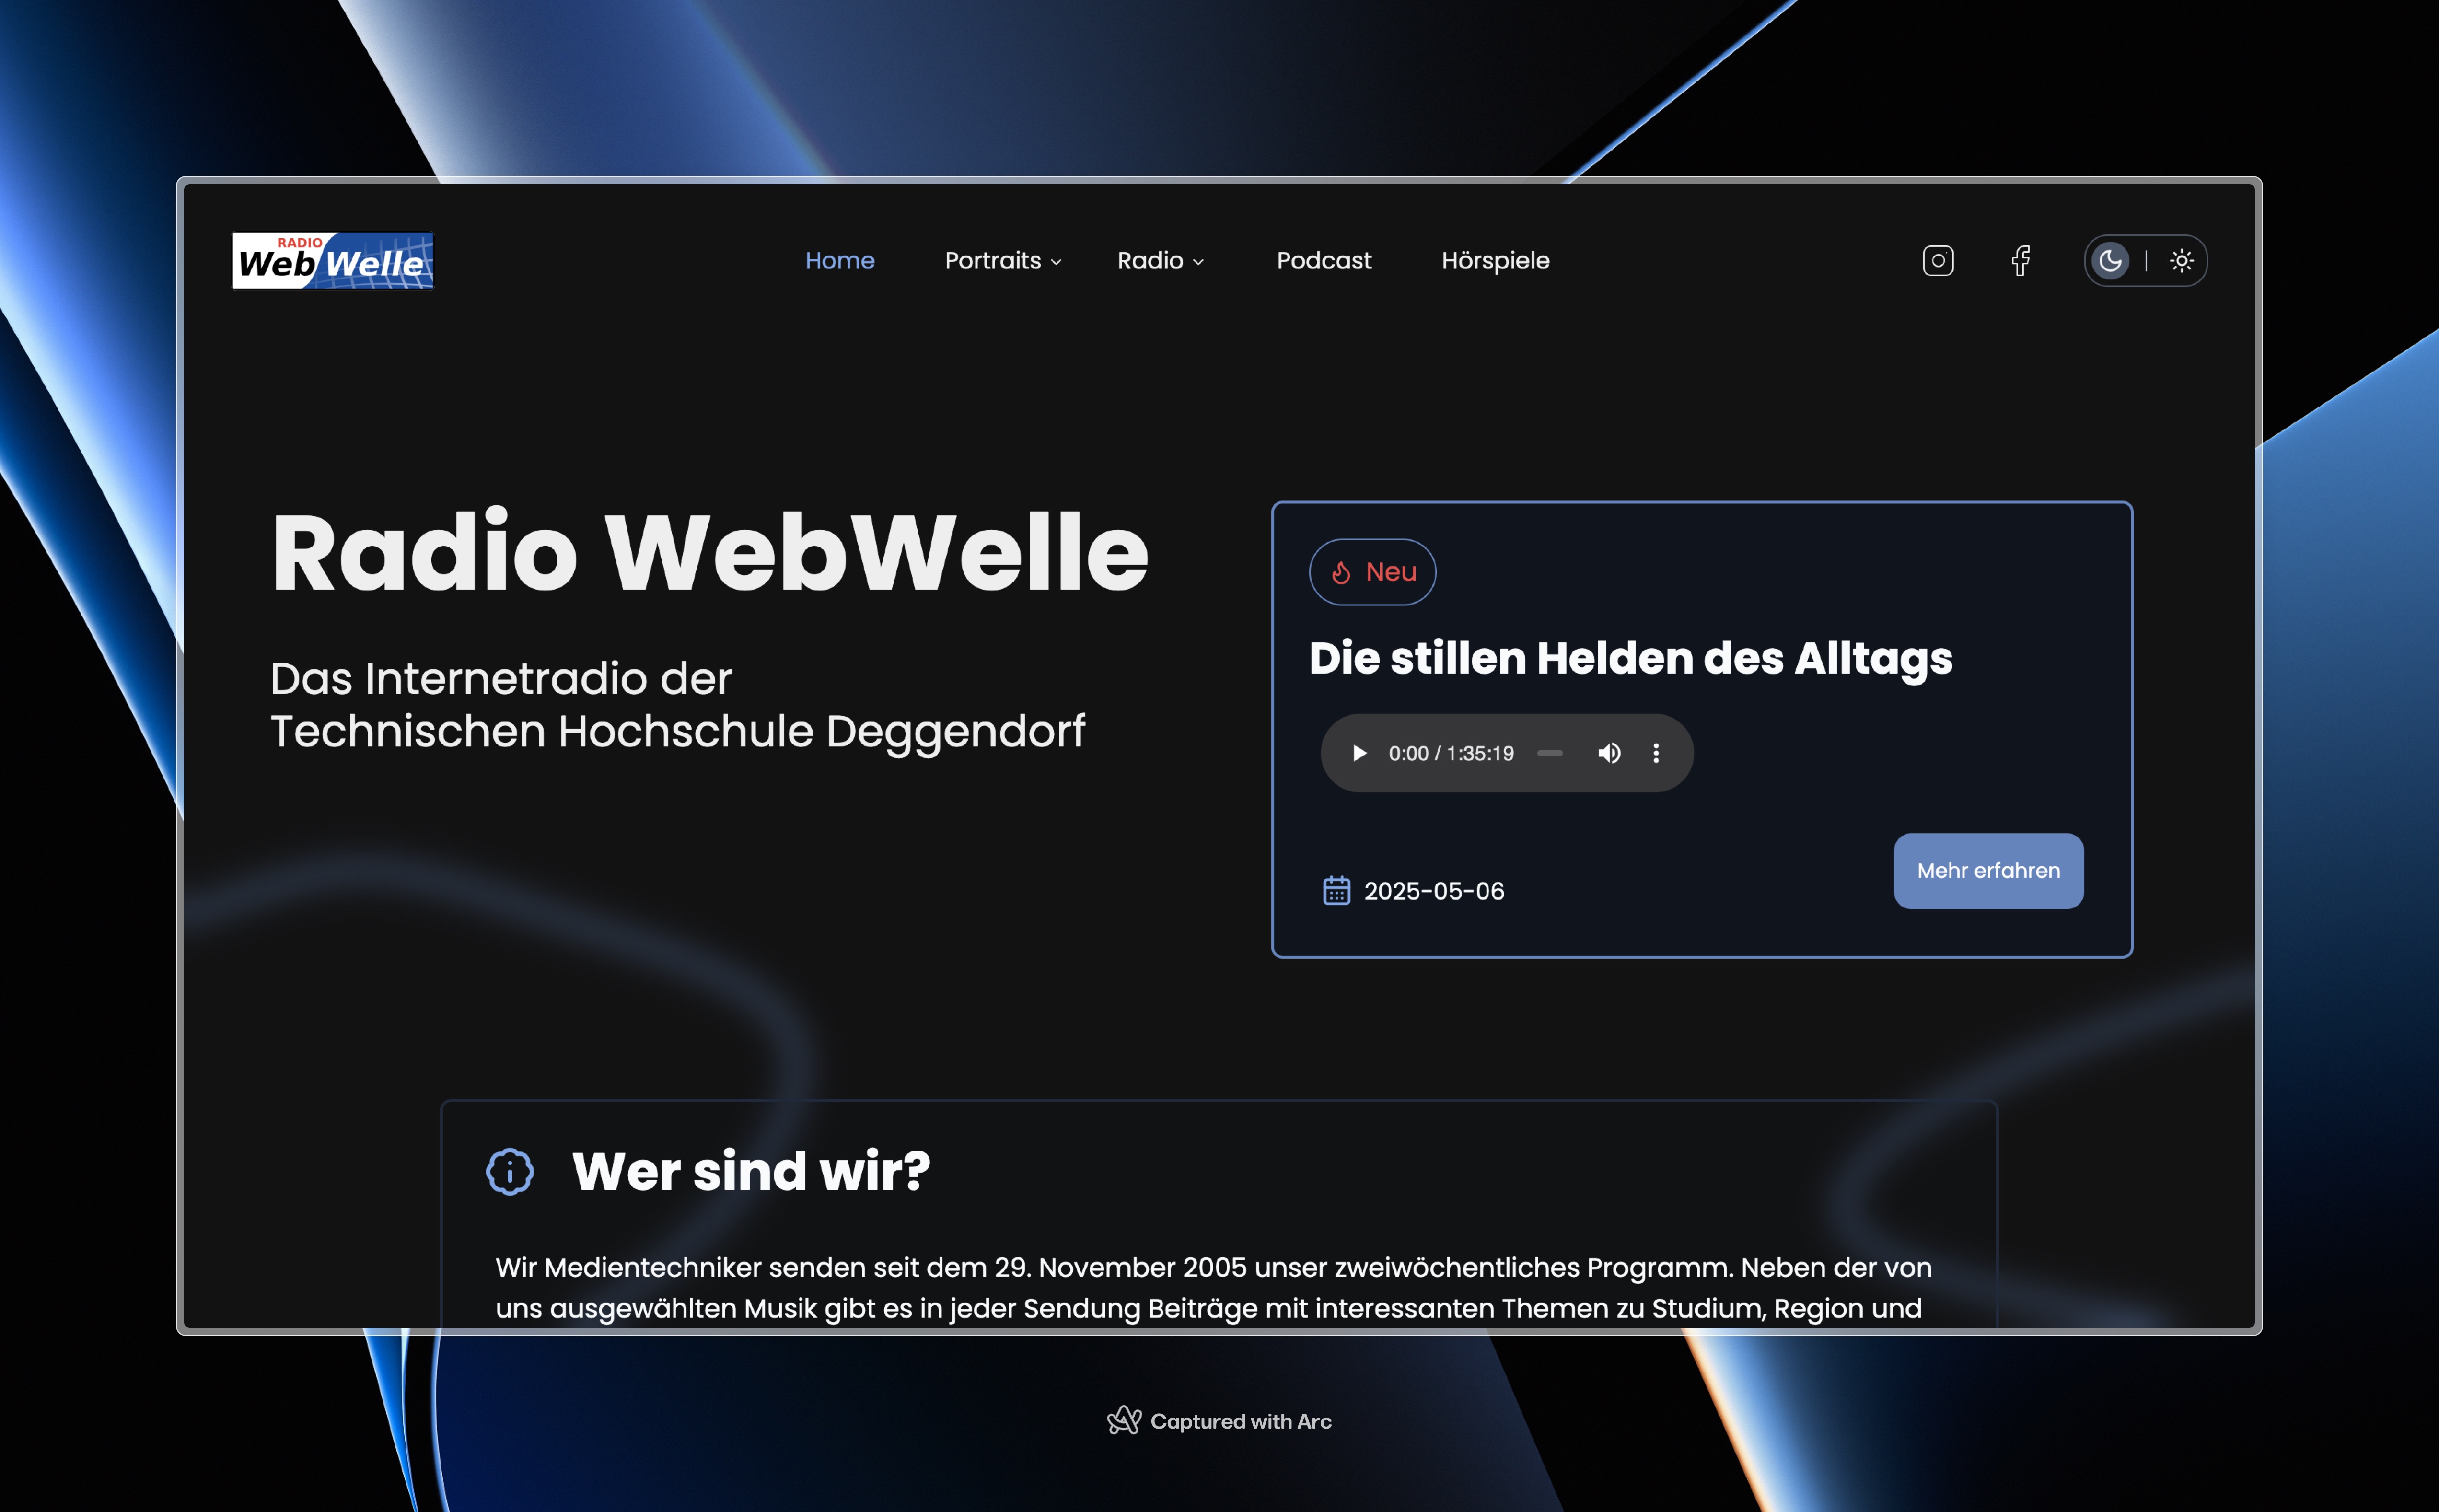 RADIO
Web Welle
Home Portraits Radio Podcast Hörspiele
Radio WebWelle
Das Internetradio der
Technischen Hochschule Deggendorf
Neu
Die stillen Helden des Alltags
0:00 / 1:35:19
2025-05-06
Mehr erfahren
Wer sind wir?
Wir Medientechniker senden seit dem 29. November 2005 unser zweiwöchentliches Programm. Neben der von
uns ausgewählten Musik gibt es in jeder Sendung Beiträge mit interessanten Themen zu Studium, Region und
Captured with Arc